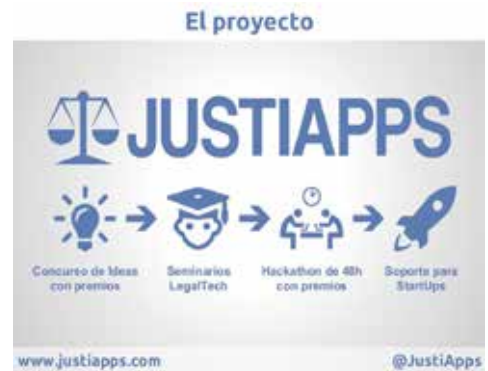 El proyecto
JUSTIAPPS
Concurso de Ideas
con premios
Seminarios
LegalTech
Hackathon de 48h
con premios
Soporte para
StartUps
www.justiapps.com
@JustiApps